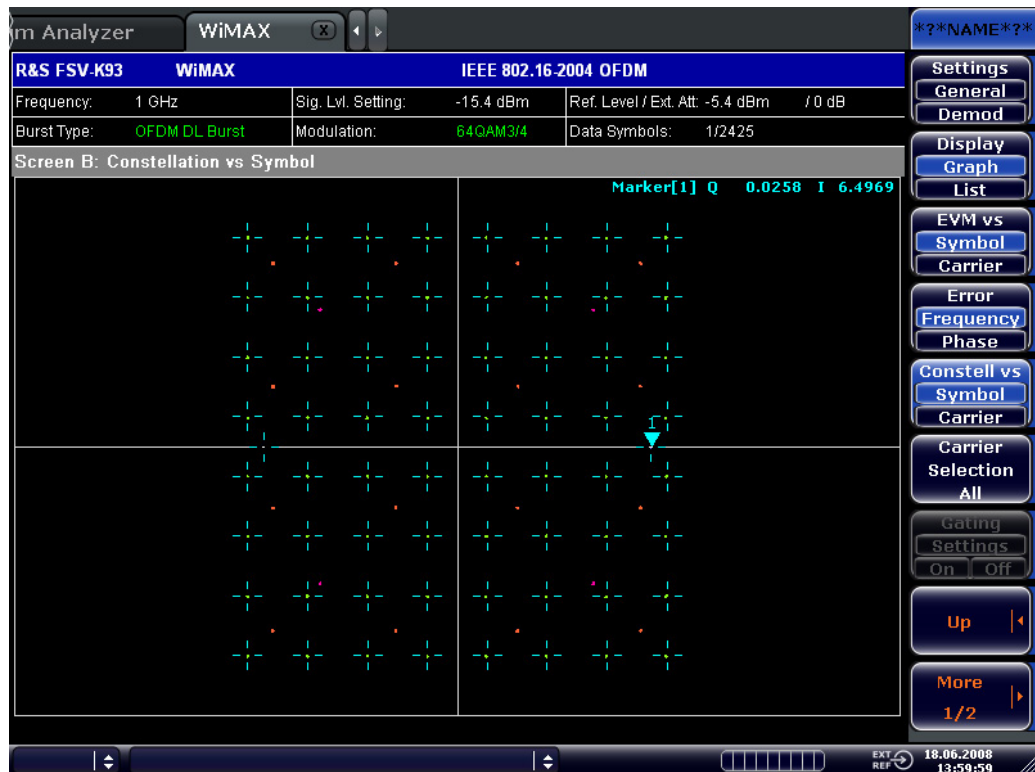 m Analyzer WiMAX X
*?*NAME*?*
R&S FSV-K93 WiMAX IEEE 802.16-2004 OFDM
Frequency: 1 GHz Sig. Lvl. Setting: -15.4 dBm Ref. Level / Ext. Att: -5.4 dBm / 0 dB
Burst Type: OFDM DL Burst Modulation: 64QAM3/4 Data Symbols: 1/2425
Screen B: Constellation vs Symbol
Marker[1] Q 0.0258 I 6.4969
1
Settings
General
Demod
Display
Graph
List
EVM vs
Symbol
Carrier
Error
Frequency
Phase
Constell vs
Symbol
Carrier
Carrier
Selection
All
Gating
Settings
On Off
Up
More
1/2
EXT REF 18.06.2008
13:59:59